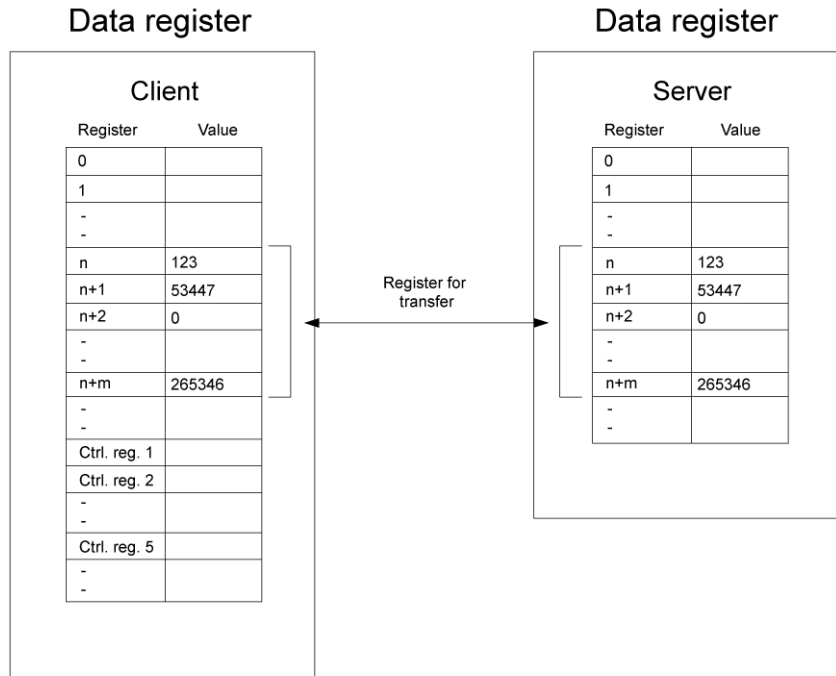 Data register
Client
Register Value
0
1
-
-
n 123
n+1 53447
n+2 0
-
-
n+m 265346
-
-
Ctrl. reg. 1
Ctrl. reg. 2
-
-
Ctrl. reg. 5
-
-
Register for
transfer
Data register
Server
Register Value
0
1
-
-
n 123
n+1 53447
n+2 0
-
-
n+m 265346
-
-